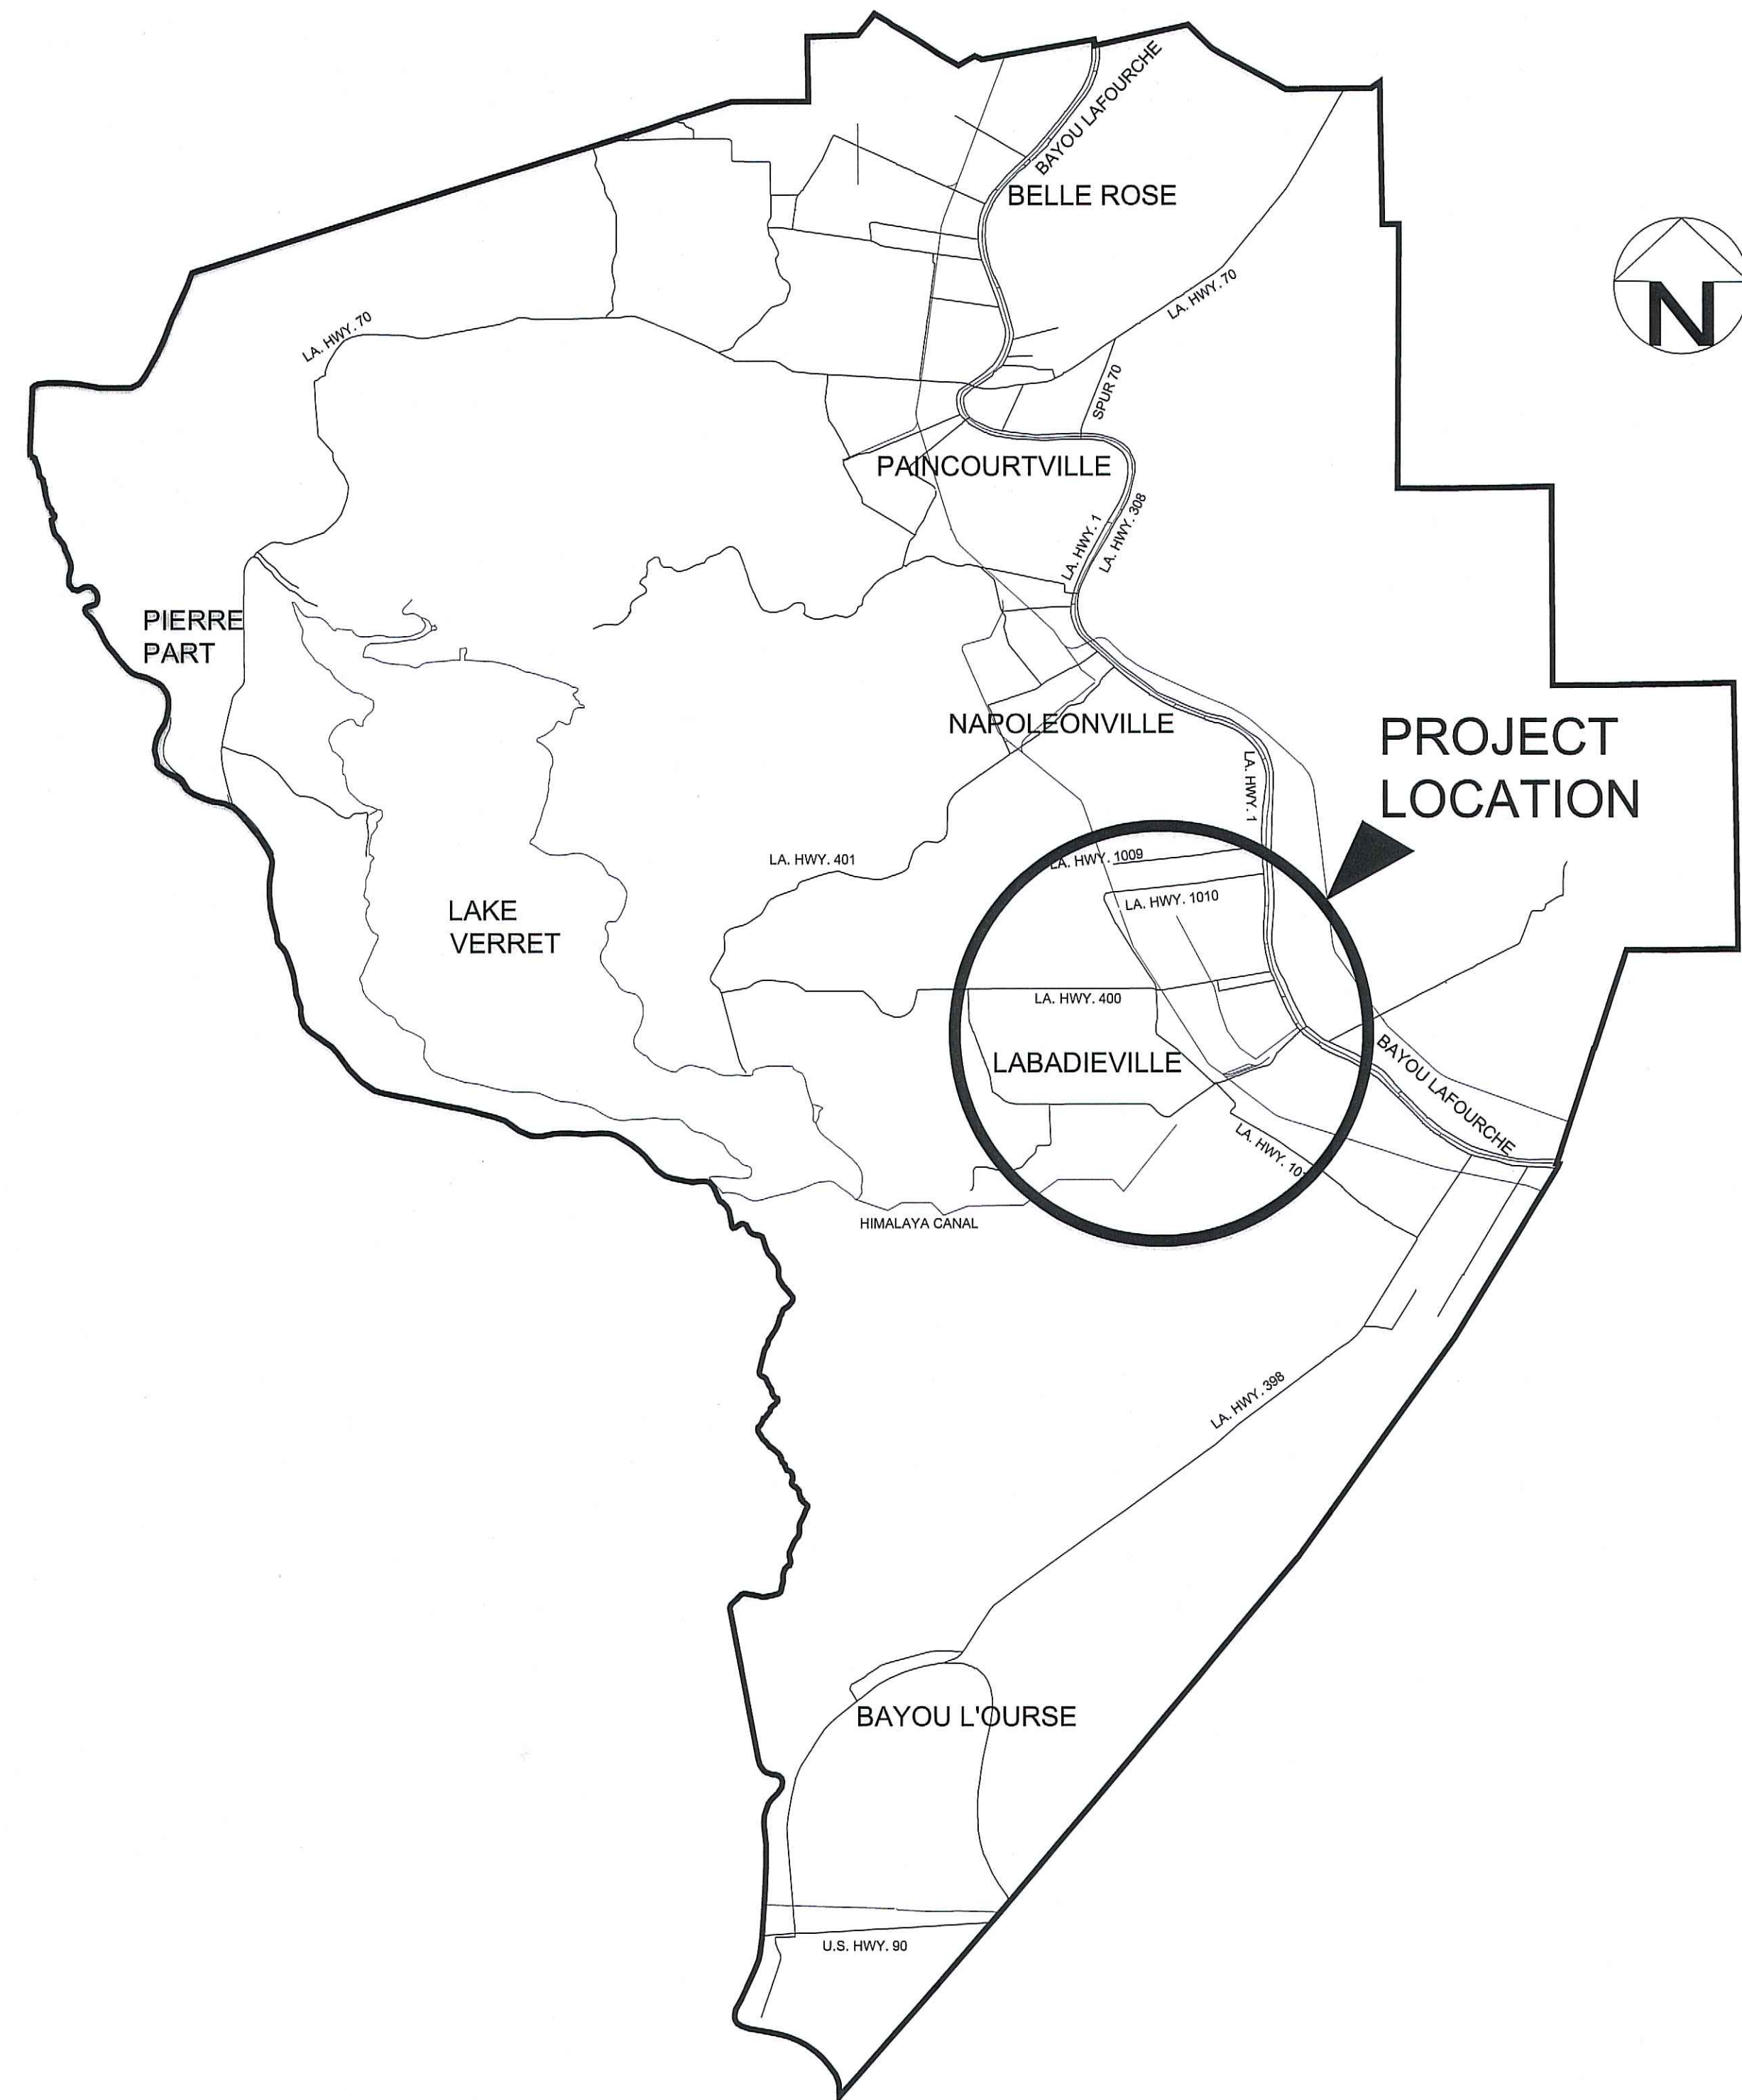 BAYOU LAFOURCHE
BELLE ROSE
N
LA. HWY. 70
LA. HWY. 70
SPUR 70
PAINCOURTVILLE
LA. HWY. 1
LA. HWY. 308
PIERRE
PART
NAPOLEONVILLE
PROJECT
LOCATION
LA. HWY. 1
LA. HWY. 401
LA. HWY. 1009
LA. HWY. 1010
LAKE
VERRET
LA. HWY. 400
LABADIEVILLE
BAYOU LAFOURCHE
LA. HWY.
HIMALAYA CANAL
LA. HWY. 398
BAYOU L'OURSE
U.S. HWY. 90